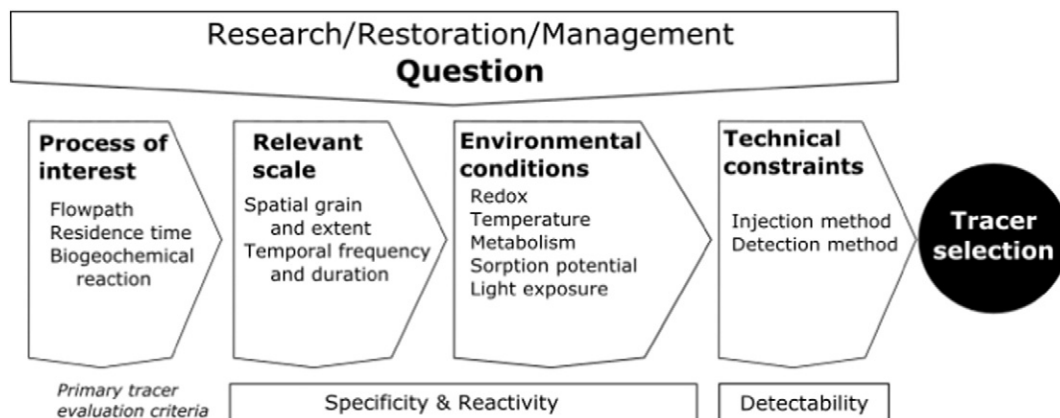 Research/Restoration/Management
Question
Process of
interest
Flowpath
Residence time
Biogeochemical
reaction
Relevant
scale
Spatial grain
and extent
Temporal frequency
and duration
Environmental
conditions
Redox
Temperature
Metabolism
Sorption potential
Light exposure
Technical
constraints
Injection method
Detection method
Tracer
selection
Primary tracer
evaluation criteria
Specificity & Reactivity
Detectability